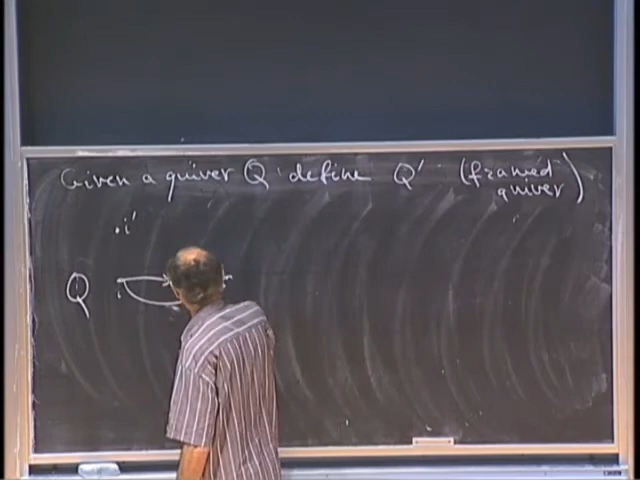 Given a quiver Q define Q' (framed
quiver)
i'
Q
i